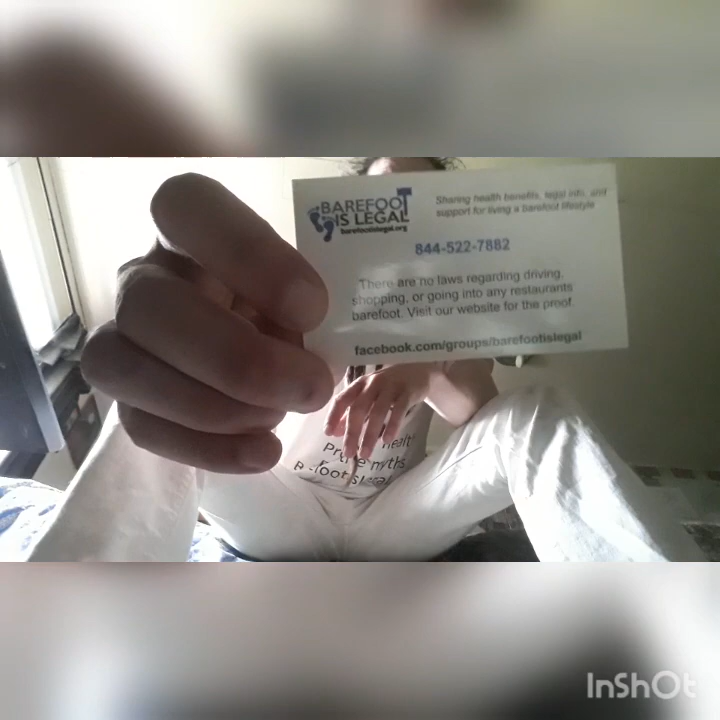 BAREFOOT
IS LEGAL
barefootislegal.org
Sharing health benefits, legal info, and
support for living a barefoot lifestyle
844-522-7882
There are no laws regarding driving,
shopping, or going into any restaurants
barefoot. Visit our website for the proof.
facebook.com/groups/barefootislegal
myths
InShOt